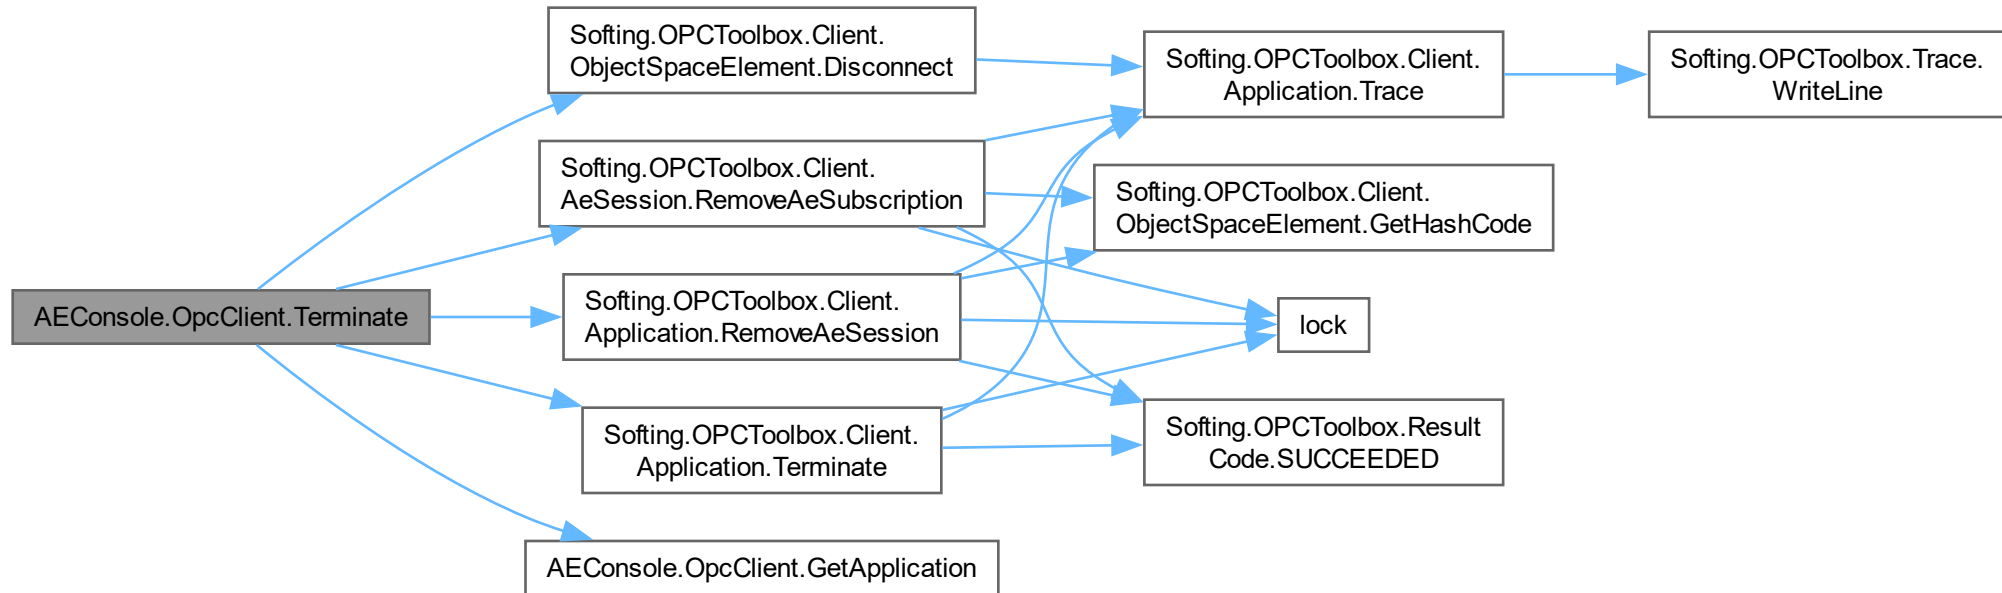 AEConsole.OpcClient.Terminate
Softing.OPCToolbox.Client.
ObjectSpaceElement.Disconnect
Softing.OPCToolbox.Client.
AeSession.RemoveAeSubscription
Softing.OPCToolbox.Client.
Application.RemoveAeSession
Softing.OPCToolbox.Client.
Application.Terminate
AEConsole.OpcClient.GetApplication
Softing.OPCToolbox.Client.
Application.Trace
Softing.OPCToolbox.Client.
ObjectSpaceElement.GetHashCode
lock
Softing.OPCToolbox.Result
Code.SUCCEEDED
Softing.OPCToolbox.Trace.
WriteLine